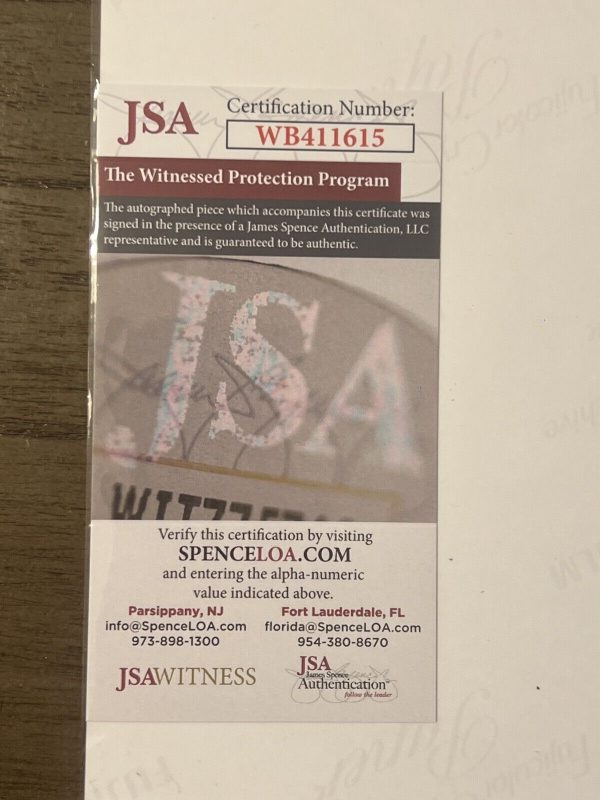 JSA
Certification Number:
WB411615
The Witnessed Protection Program
The autographed piece which accompanies this certificate was
signed in the presence of a James Spence Authentication, LLC
representative and is guaranteed to be authentic.
JSA
Verify this certification by visiting
SPENCELOA.COM
and entering the alpha-numeric
value indicated above.
Parsippany, NJ
info@SpenceLOA.com
973-898-1300
Fort Lauderdale, FL
florida@SpenceLOA.com
954-380-8670
JSAWITNESS
JSA
James Spence
Authentication
follow the leader